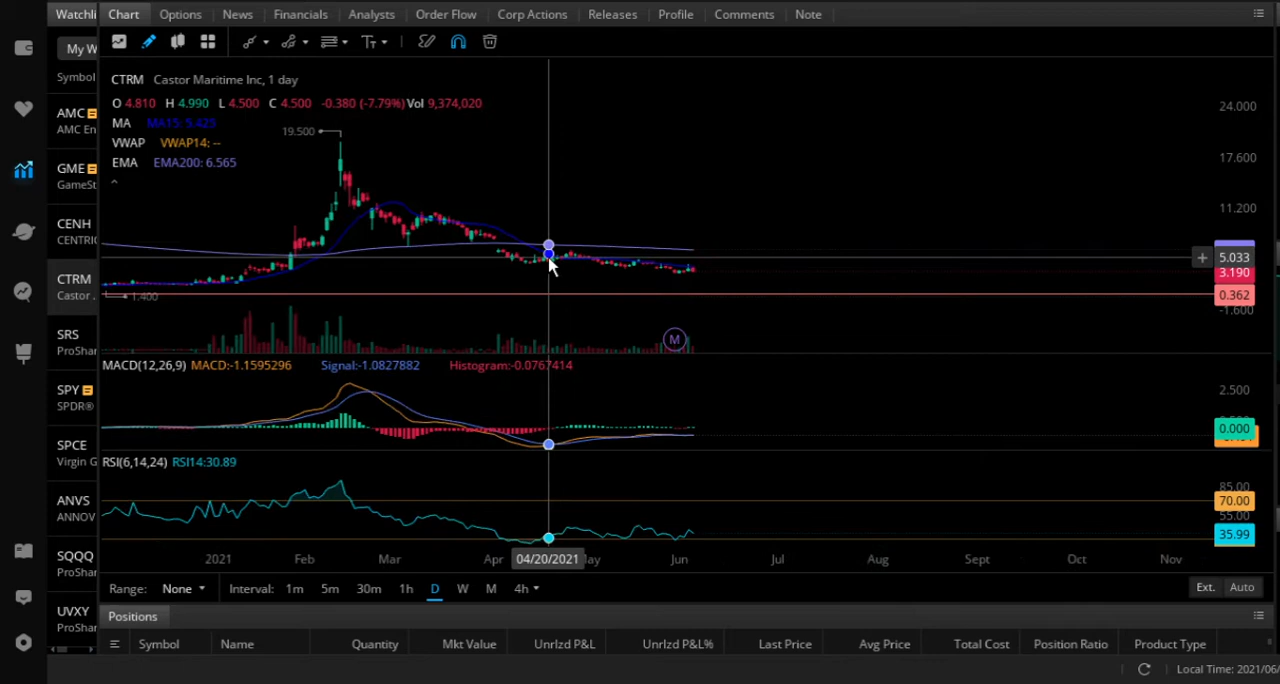 Watchli Chart Options News Financials Analysts Order Flow Corp Actions Releases Profile Comments Note
My W
Tт
Symbol
CTRM Castor Maritime Inc, 1 day
O 4.810 H 4.990 L 4.500 C 4.500 -0.380 (-7.79%) Vol 9,374,020
MA MA15: 5.425
VWAP VWAP14: --
EMA EMA200: 6.565
19.500
1.400
24.000
17.600
11.200
5.033
3.190
0.362
-1.600
M
AMC
AMC En
GME
GameSt
CENH
CENTRIC
CTRM
Castor .
SRS
ProShar
SPY
SPDR®
SPCE
Virgin G
ANVS
ANNOV
SQQQ
ProShar
UVXY
ProShar
MACD(12,26,9) MACD:-1.1595296 Signal:-1.0827882 Histogram:-0.0767414
2.500
0.000
RSI(6,14,24) RSI14:30.89
85.00
70.00
55.00
35.99
2021 Feb Mar Apr 04/20/2021 Jun Jul Aug Sept Oct Nov
Range: None Interval: 1m 5m 30m 1h D W M 4h Ext. Auto
Positions
Symbol Name Quantity Mkt Value Unrlzd P&L Unrlzd P&L% Last Price Avg Price Total Cost Position Ratio Product Type
Local Time: 2021/06/